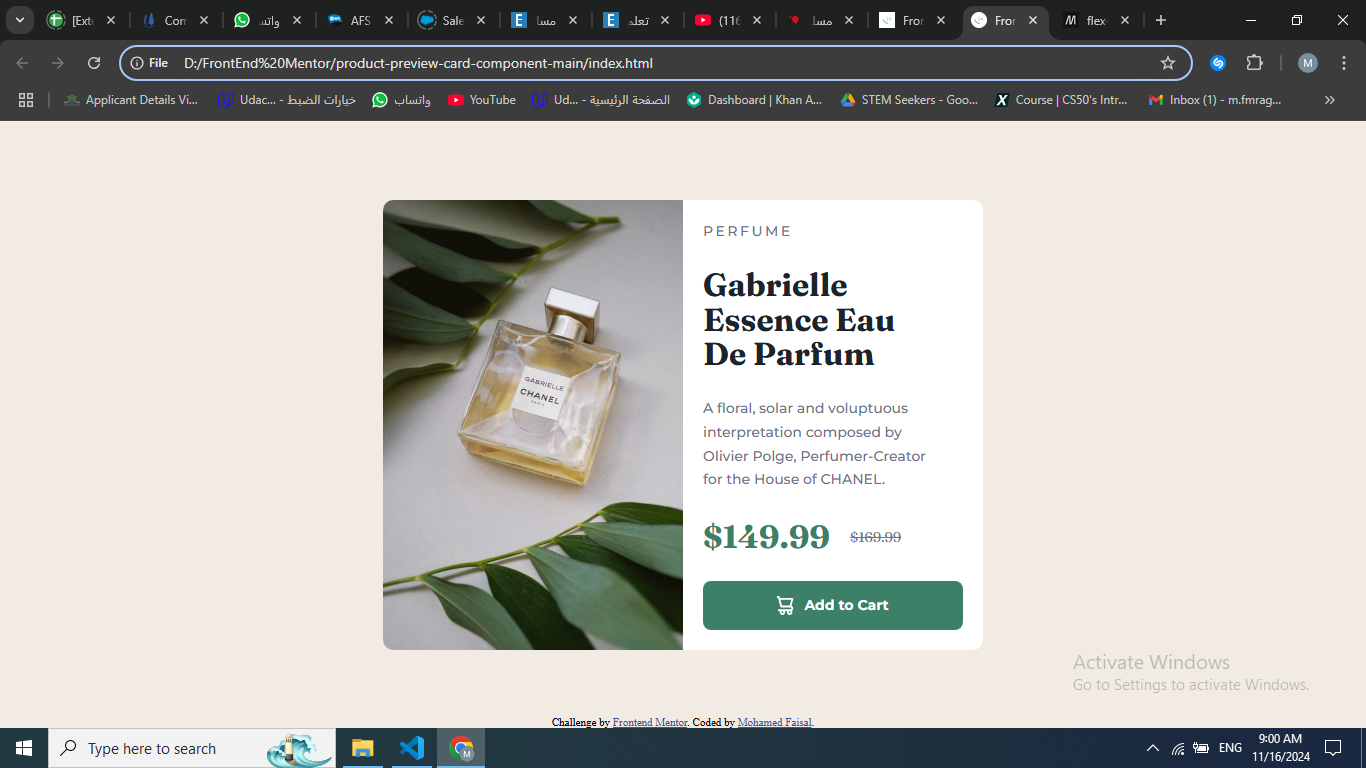 [Exte
Com
واتس
AFS
Sale
مسا
تعلم
(116
مسا
Fron
Fron
flex-
File
D:/FrontEnd%20Mentor/product-preview-card-component-main/index.html
M
Applicant Details Vi...
Udac... - خيارات الضبط
واتساب
YouTube
Ud... - الصفحة الرئيسية
Dashboard | Khan A...
STEM Seekers - Goo...
Course | CS50's Intr...
Inbox (1) - m.fmrag...
PERFUME
Gabrielle
Essence Eau
De Parfum
GABRIELLE
CHANEL
PARIS
A floral, solar and voluptuous
interpretation composed by
Olivier Polge, Perfumer-Creator
for the House of CHANEL.
$149.99 $169.99
Add to Cart
Activate Windows
Go to Settings to activate Windows.
Challenge by Frontend Mentor. Coded by Mohamed Faisal.
Type here to search
M
ENG
9:00 AM
11/16/2024